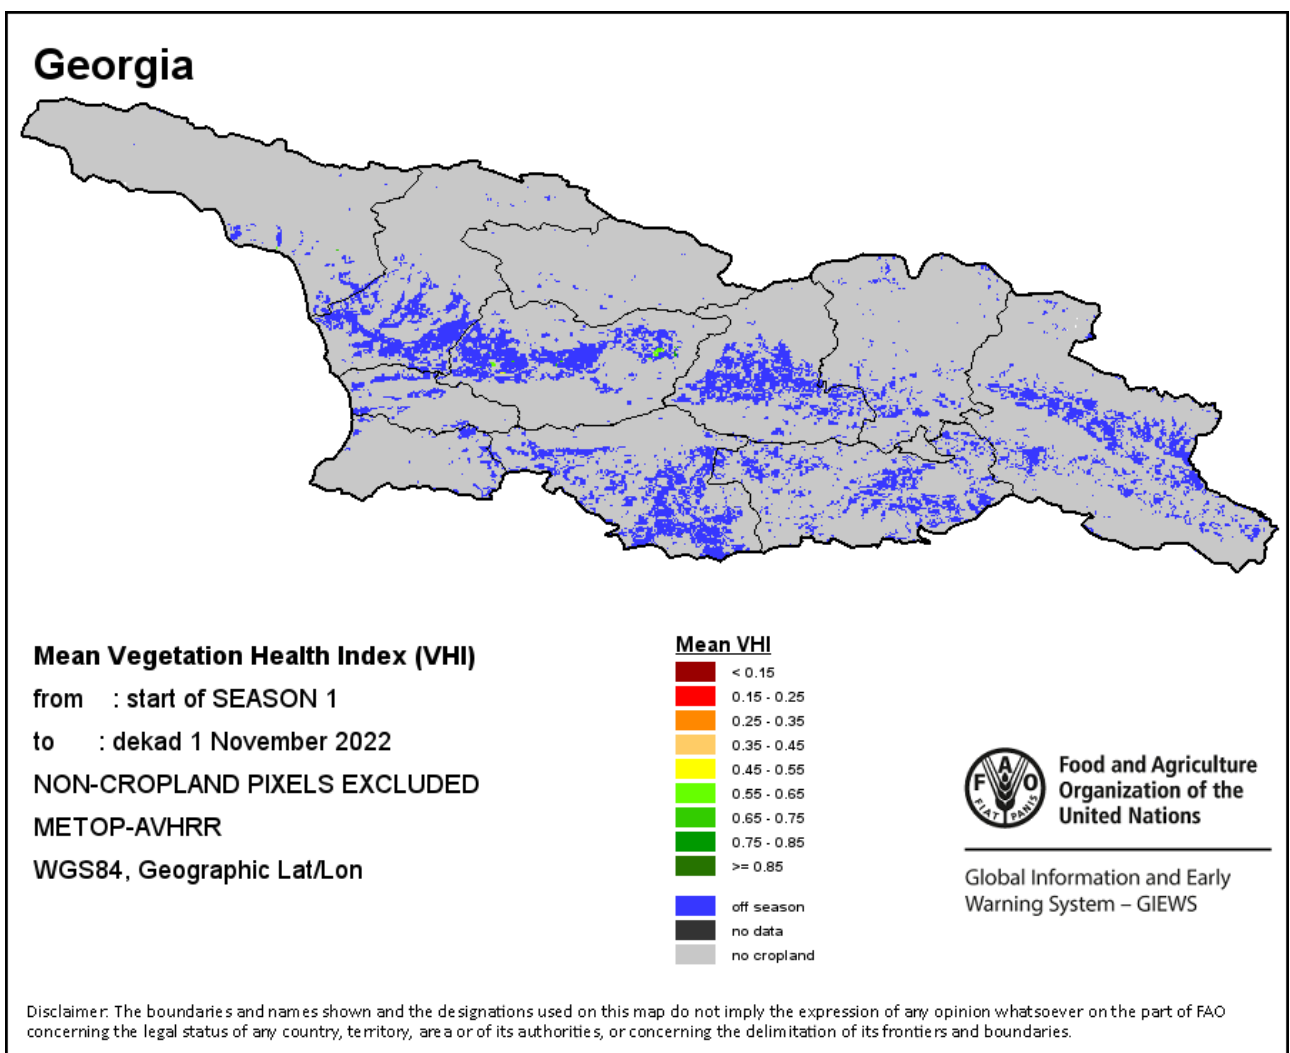 Georgia
Mean Vegetation Health Index (VHI)
from : start of SEASON 1
to : dekad 1 November 2022
NON-CROPLAND PIXELS EXCLUDED
METOP-AVHRR
WGS84, Geographic Lat/Lon
Mean VHI
< 0.15
0.15 - 0.25
0.25 - 0.35
0.35 - 0.45
0.45 - 0.55
0.55 - 0.65
0.65 - 0.75
0.75 - 0.85
>= 0.85
off season
no data
no cropland
F A O
FIAT PANIS
Food and Agriculture
Organization of the
United Nations
Global Information and Early
Warning System – GIEWS
Disclaimer: The boundaries and names shown and the designations used on this map do not imply the expression of any opinion whatsoever on the part of FAO
concerning the legal status of any country, territory, area or of its authorities, or concerning the delimitation of its frontiers and boundaries.